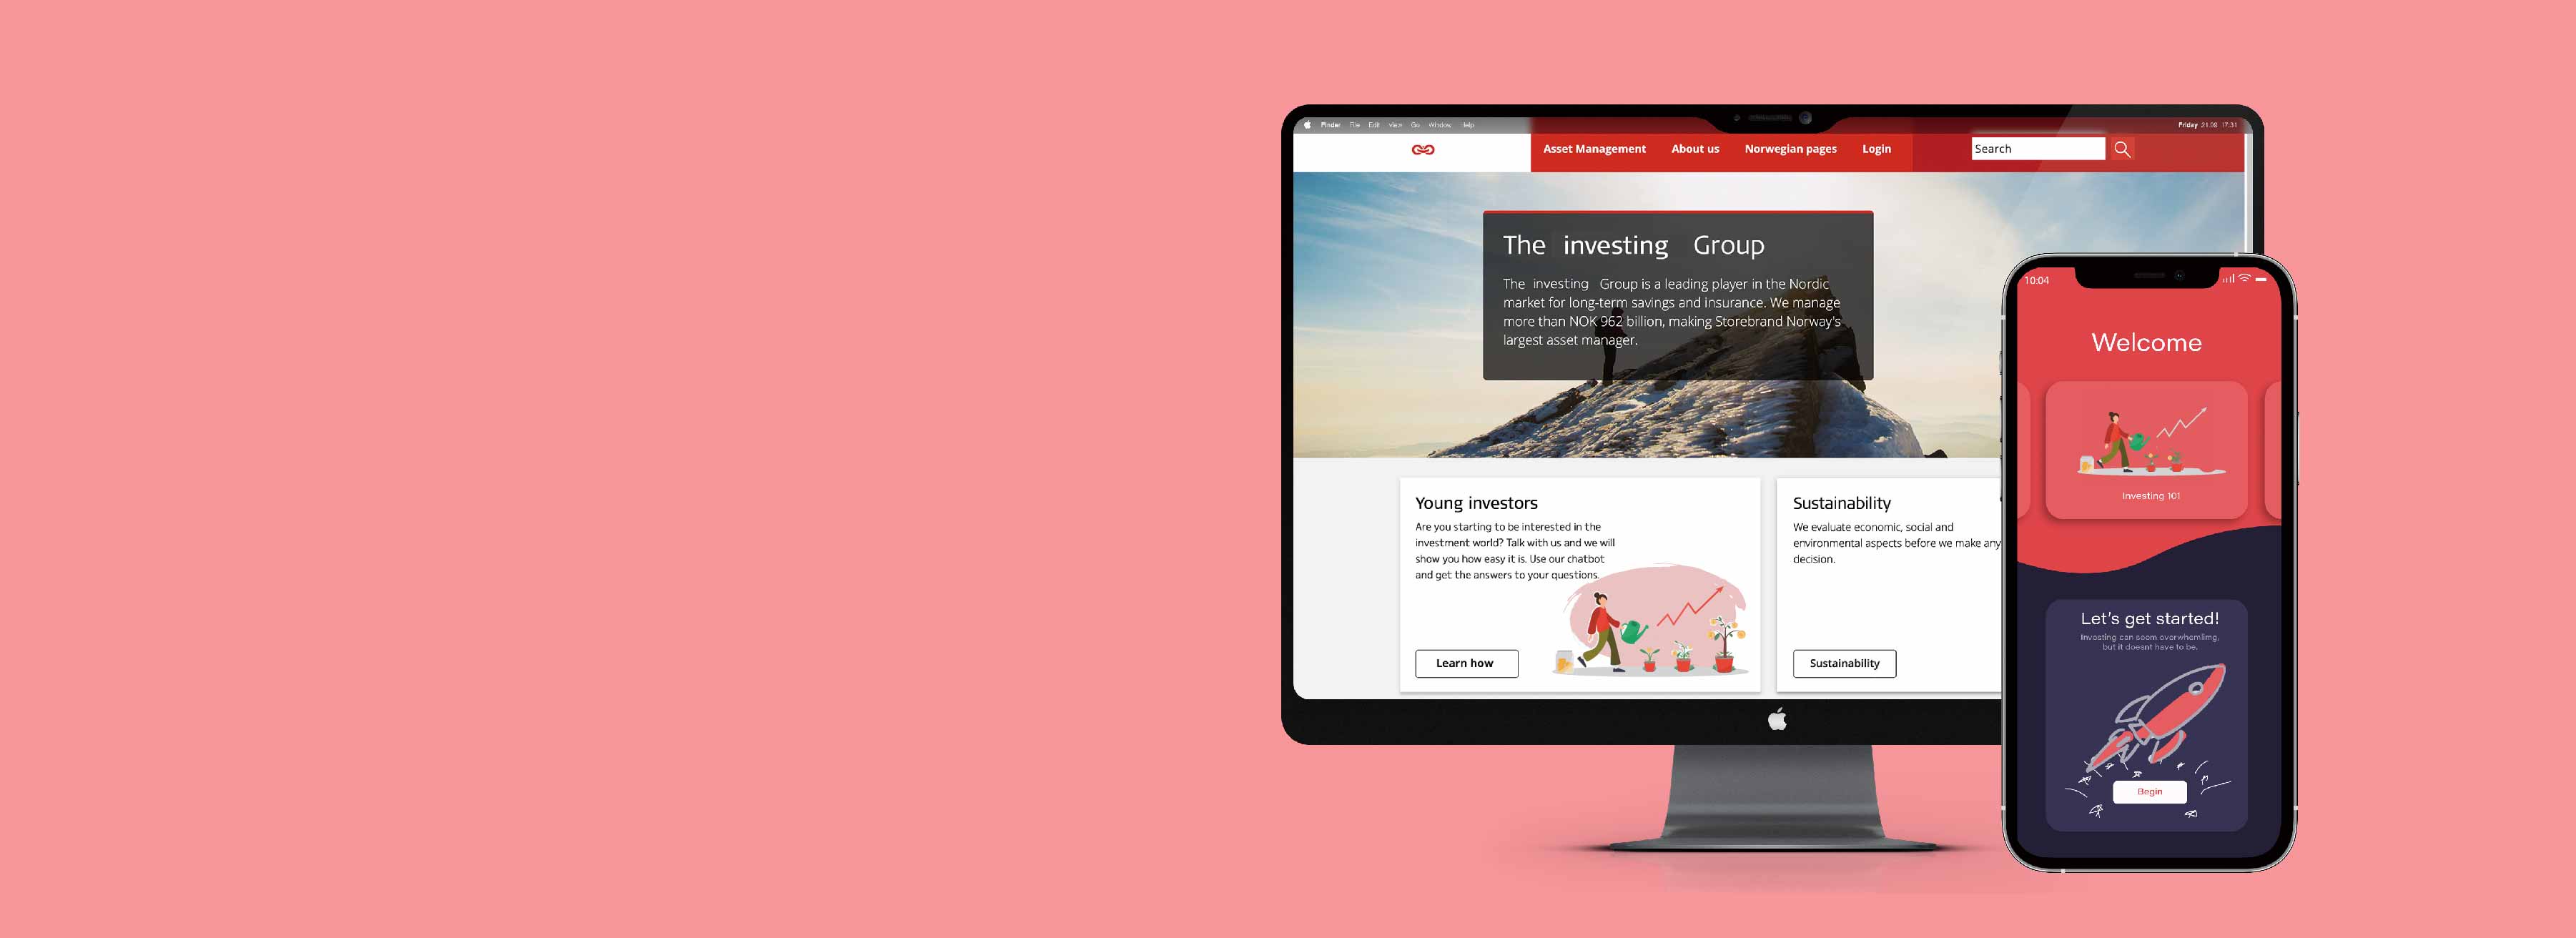 Finder File Edit View Go Window Help
Friday 21.08 17:31
Asset Management About us Norwegian pages Login
Search
The investing Group
The investing Group is a leading player in the Nordic
market for long-term savings and insurance. We manage
more than NOK 962 billion, making Storebrand Norway's
largest asset manager.
Young investors
Are you starting to be interested in the
investment world? Talk with us and we will
show you how easy it is. Use our chatbot
and get the answers to your questions.
Learn how
Sustainability
We evaluate economic, social and
environmental aspects before we make any
decision.
Sustainability
10:04
Welcome
Investing 101
Let's get started!
Investing can seem overwhemlimg,
but it doesnt have to be.
Begin